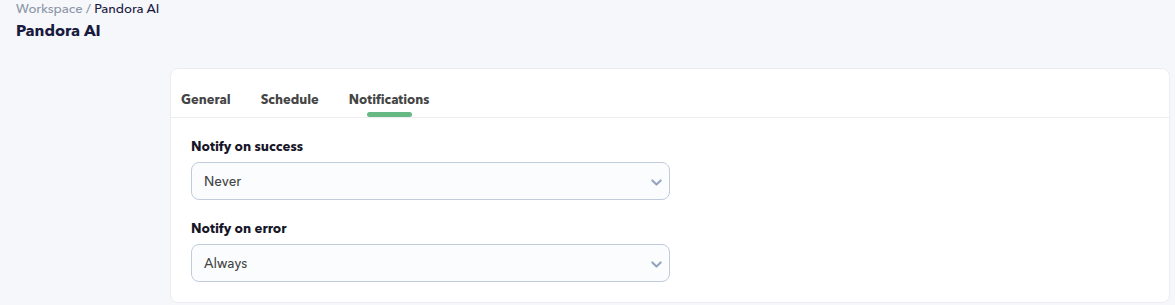 Workspace / Pandora AI
Pandora AI
General Schedule Notifications
Notify on success
Never
Notify on error
Always